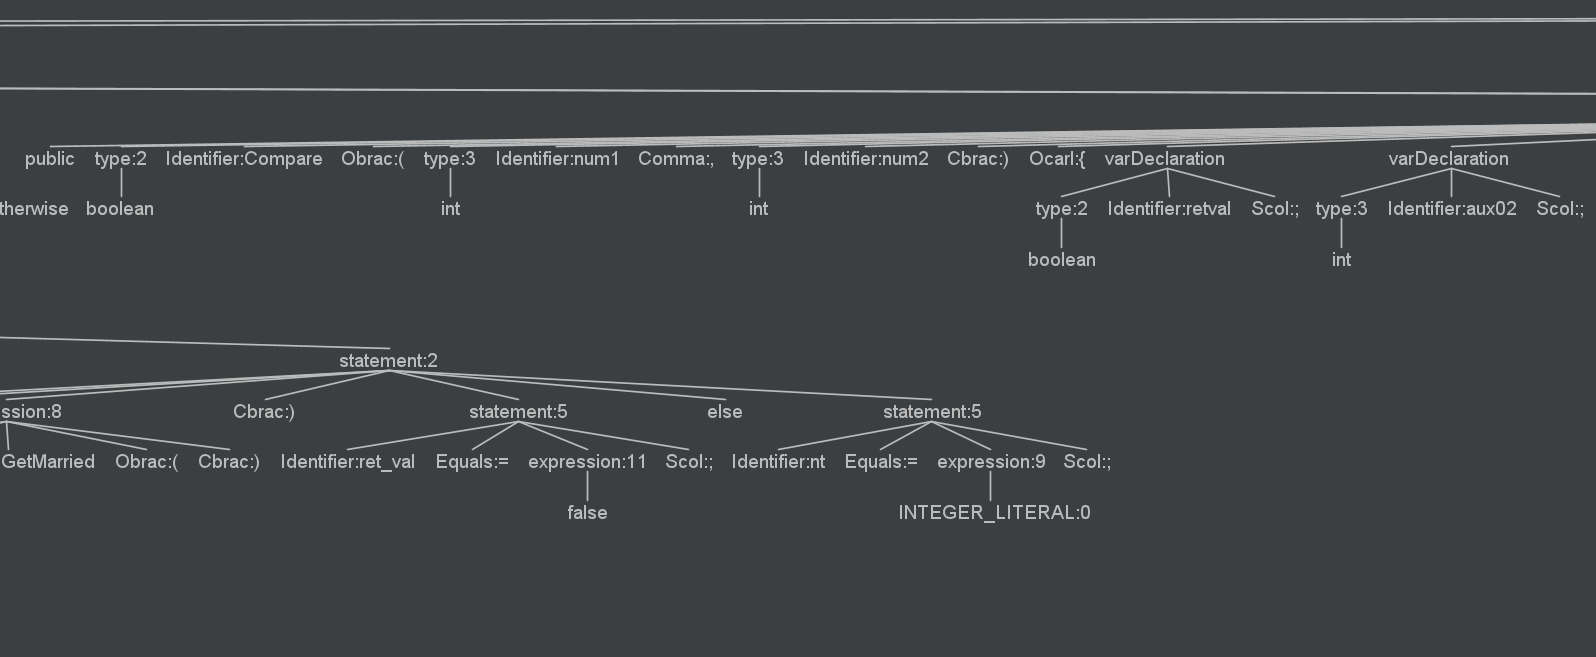 public type:2 Identifier:Compare Obrac:( type:3 Identifier:num1 Comma:, type:3 Identifier:num2 Cbrac:) Ocarl:{ varDeclaration varDeclaration
therwise boolean int int type:2 Identifier:retval Scol:; type:3 Identifier:aux02 Scol:;
boolean int
statement:2
ssion:8 Cbrac:) statement:5 else statement:5
GetMarried Obrac:( Cbrac:) Identifier:ret_val Equals:= expression:11 Scol:; Identifier:nt Equals:= expression:9 Scol:;
false INTEGER_LITERAL:0